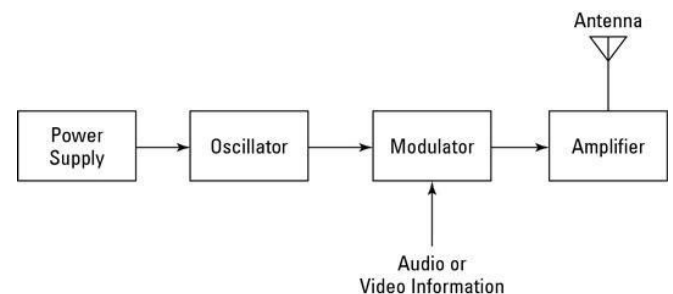 Antenna
Power
Supply
Oscillator
Modulator
Amplifier
Audio or
Video Information